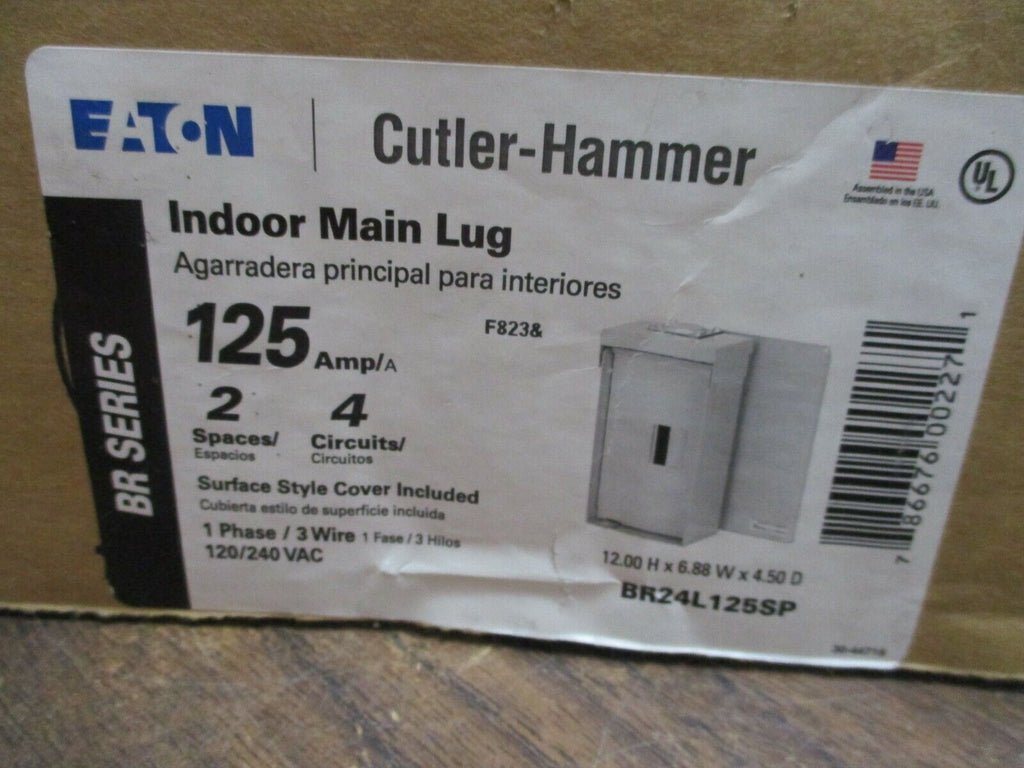 EATON
Cutler-Hammer
Assembled in the USA
Ensamblado en los EE. UU.
UL
Indoor Main Lug
Agarradera principal para interiores
125 Amp/A
F823&
2 4
Spaces/ Circuits/
Espacios Circuitos
Surface Style Cover Included
Cubierta estilo de superficie incluida
1 Phase / 3 Wire 1 Fase / 3 Hilos
120/240 VAC
BR SERIES
12.00 H x 6.88 W x 4.50 D
BR24L125SP
7 86676 00227 1
30-44719